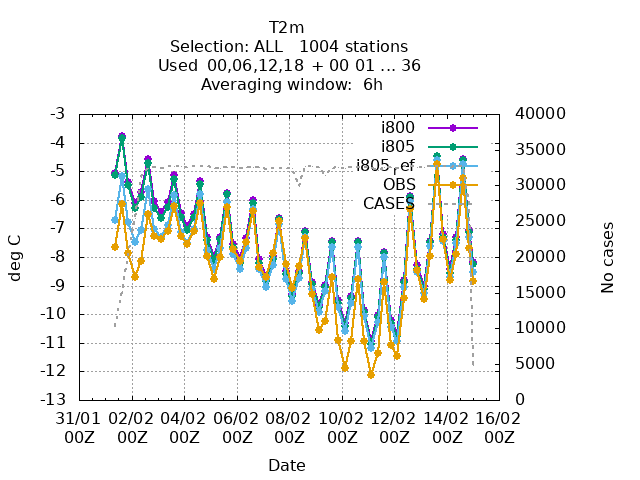 T2m
Selection: ALL   1004 stations
Used 00,06,12,18 + 00 01 ... 36
Averaging window: 6h
-3
-4
-5
-6
-7
-8
-9
-10
-11
-12
-13
deg C
40000
35000
30000
25000
20000
15000
10000
5000
0
No cases
i800
i805
i805ref
OBS
CASES
31/01 02/02 04/02 06/02 08/02 10/02 12/02 14/02 16/02
00Z 00Z 00Z 00Z 00Z 00Z 00Z 00Z 00Z
Date